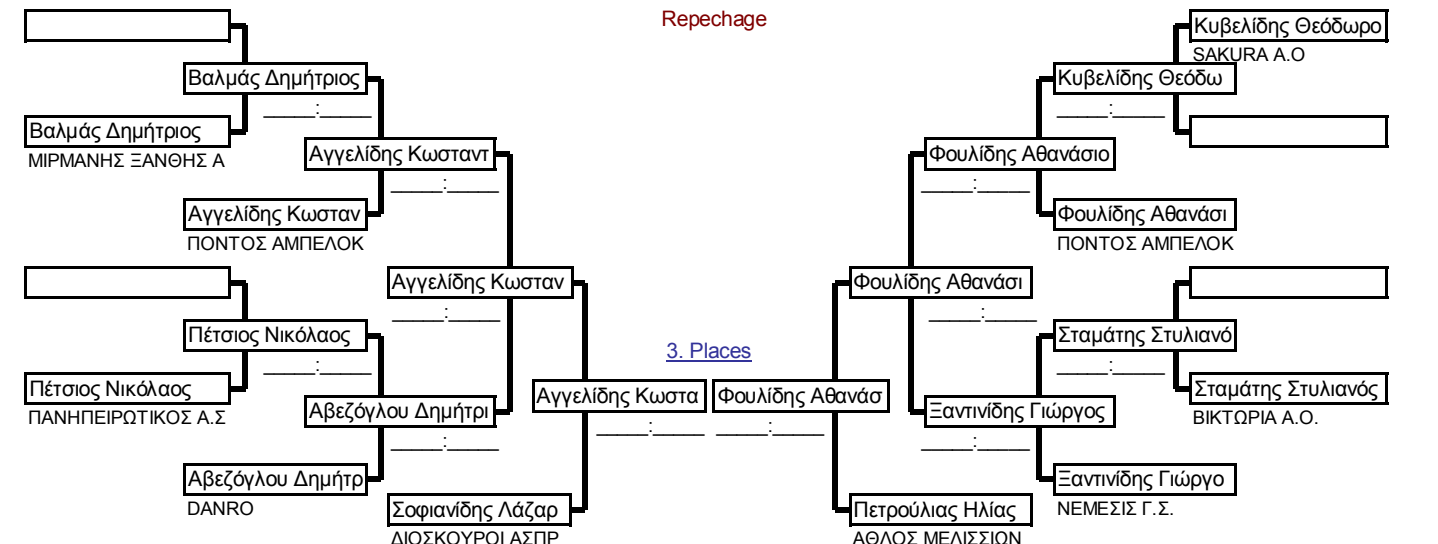 Repechage
Κυβελίδης Θεόδωρο
SAKURA A.O
Βαλμάς Δημήτριος
Κυβελίδης Θεόδω
_____:_____
_____:_____
Βαλμάς Δημήτριος
ΜΙΡΜΑΝΗΣ ΞΑΝΘΗΣ Α
Αγγελίδης Κωσταντ
Φουλίδης Αθανάσιο
_____:_____
_____:_____
Αγγελίδης Κωσταν
ΠΟΝΤΟΣ ΑΜΠΕΛΟΚ
Φουλίδης Αθανάσι
ΠΟΝΤΟΣ ΑΜΠΕΛΟΚ
Αγγελίδης Κωσταν
Φουλίδης Αθανάσι
_____:_____
_____:_____
Πέτσιος Νικόλαος
Σταμάτης Στυλιανό
_____:_____
3. Places
_____:_____
Πέτσιος Νικόλαος
ΠΑΝΗΠΕΙΡΩΤΙΚΟΣ Α.Σ
Αγγελίδης Κωστα
Φουλίδης Αθανάσ
Σταμάτης Στυλιανός
ΒΙΚΤΩΡΙΑ Α.Ο.
Αβεζόγλου Δημήτρι
Ξαντινίδης Γιώργος
_____:_____
_____:_____
_____:_____
_____:_____
Αβεζόγλου Δημήτρ
DANRO
Ξαντινίδης Γιώργο
ΝΕΜΕΣΙΣ Γ.Σ.
Σοφιανίδης Λάζαρ
ΔΙΟΣΚΟΥΡΟΙ ΑΣΠΡ
Πετρούλιας Ηλίας
ΑΘΛΟΣ ΜΕΛΙΣΣΙΩΝ